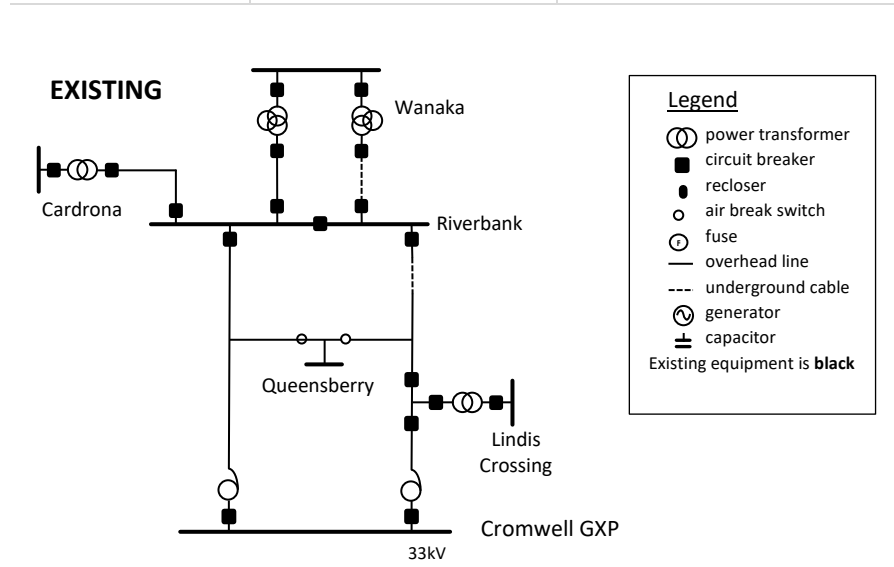 EXISTING
Wanaka
Cardrona
Riverbank
Queensberry
Lindis
Crossing
Cromwell GXP
33kV
Legend
power transformer
circuit breaker
recloser
air break switch
F
fuse
overhead line
underground cable
generator
capacitor
Existing equipment is black